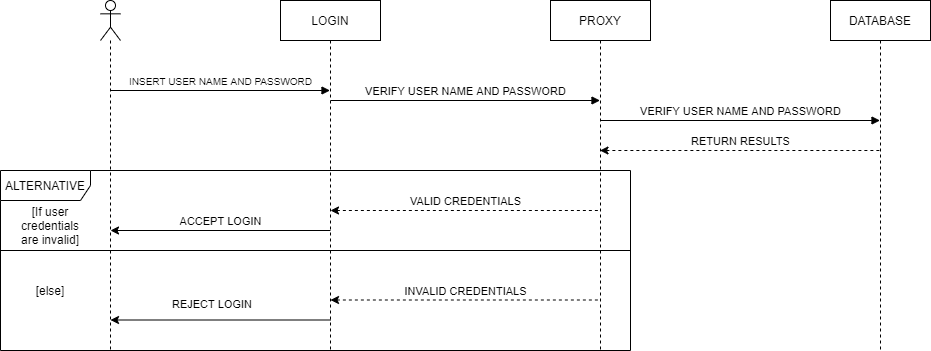 LOGIN
PROXY
DATABASE
INSERT USER NAME AND PASSWORD
VERIFY USER NAME AND PASSWORD
VERIFY USER NAME AND PASSWORD
RETURN RESULTS
ALTERNATIVE
[If user
credentials
are invalid]
VALID CREDENTIALS
ACCEPT LOGIN
[else]
INVALID CREDENTIALS
REJECT LOGIN